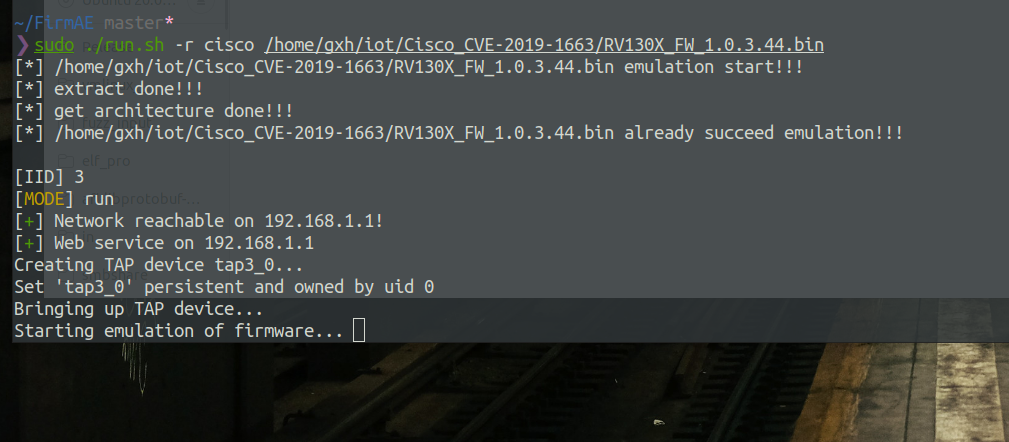 ~/FirmAE master*
❯ sudo ./run.sh -r cisco /home/gxh/iot/Cisco_CVE-2019-1663/RV130X_FW_1.0.3.44.bin
[*] /home/gxh/iot/Cisco_CVE-2019-1663/RV130X_FW_1.0.3.44.bin emulation start!!!
[*] extract done!!!
[*] get architecture done!!!
[*] /home/gxh/iot/Cisco_CVE-2019-1663/RV130X_FW_1.0.3.44.bin already succeed emulation!!!
elf_pro
[IID] 3
[MODE] run
[+] Network reachable on 192.168.1.1!
[+] Web service on 192.168.1.1
Creating TAP device tap3_0...
Set 'tap3_0' persistent and owned by uid 0
Bringing up TAP device...
Starting emulation of firmware...